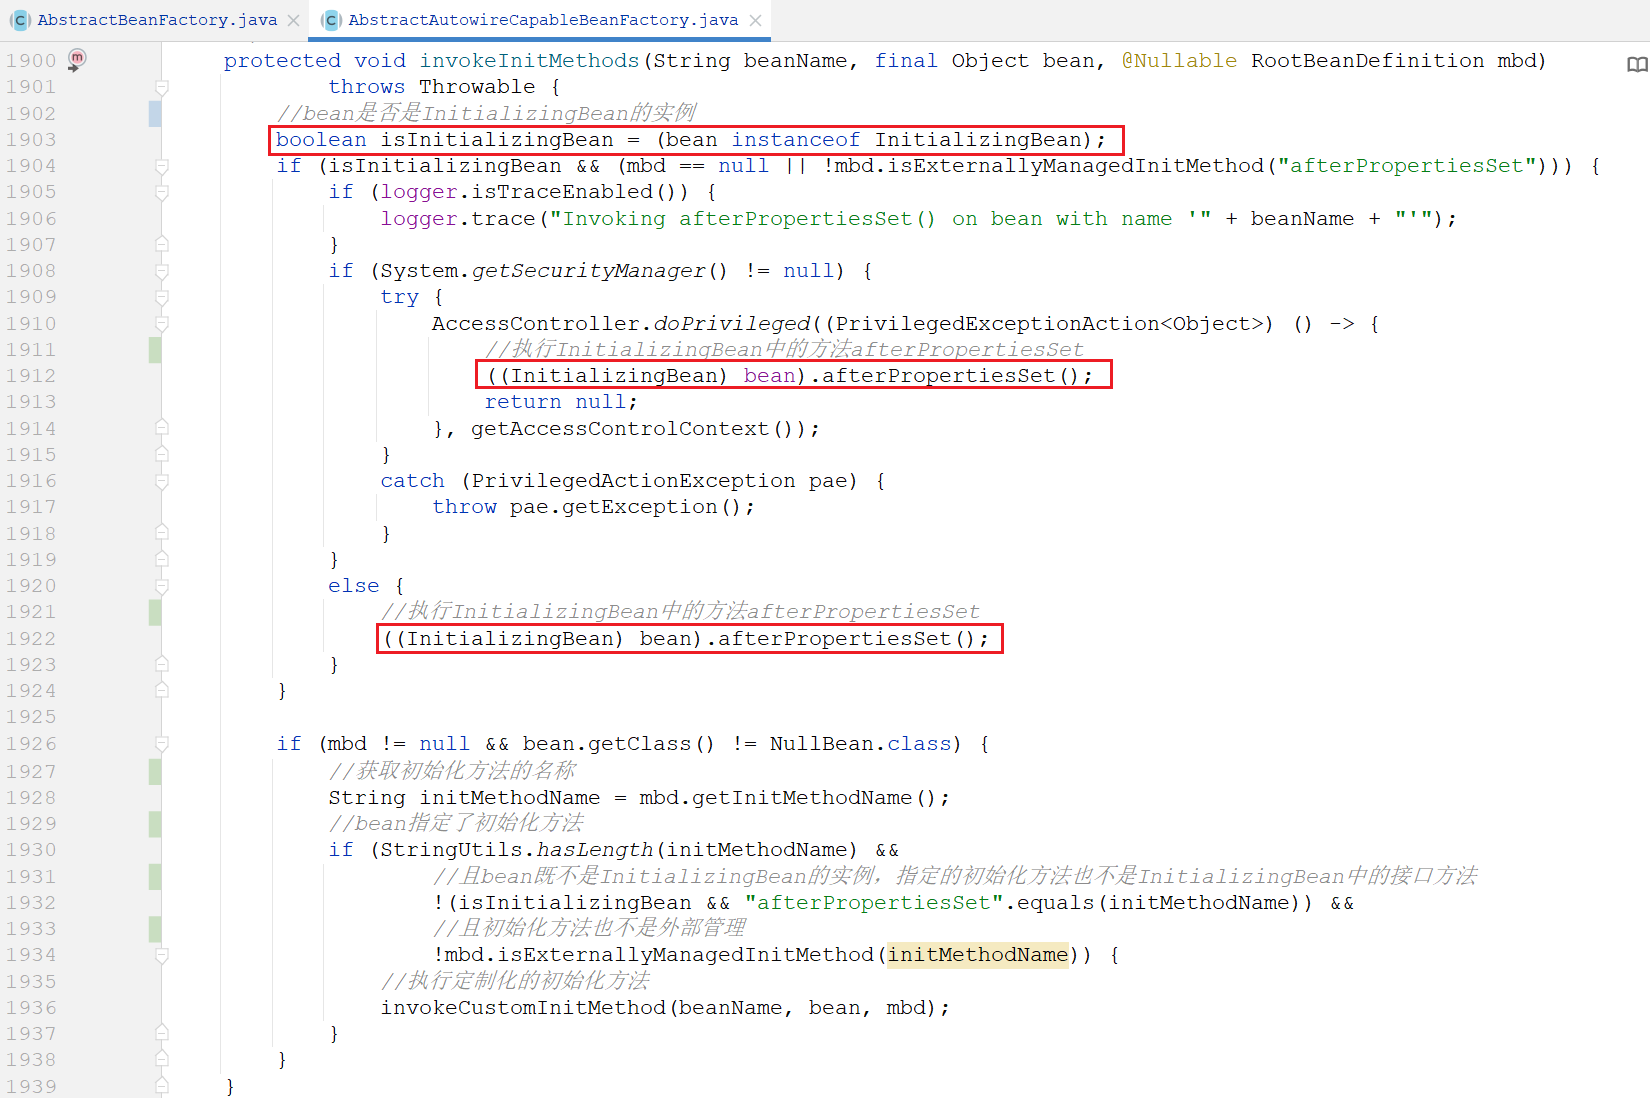 AbstractBeanFactory.java AbstractAutowireCapableBeanFactory.java
1900 protected void invokeInitMethods(String beanName, final Object bean, @Nullable RootBeanDefinition mbd)
1901 throws Throwable {
1902 //bean是否是InitializingBean的实例
1903 boolean isInitializingBean = (bean instanceof InitializingBean);
1904 if (isInitializingBean && (mbd == null || !mbd.isExternallyManagedInitMethod("afterPropertiesSet"))) {
1905 if (logger.isTraceEnabled()) {
1906 logger.trace("Invoking afterPropertiesSet() on bean with name '" + beanName + "'");
1907 }
1908 if (System.getSecurityManager() != null) {
1909 try {
1910 AccessController.doPrivileged((PrivilegedExceptionAction<Object>) () -> {
1911 //执行InitializingBean中的方法afterPropertiesSet
1912 ((InitializingBean) bean).afterPropertiesSet();
1913 return null;
1914 }, getAccessControlContext());
1915 }
1916 catch (PrivilegedActionException pae) {
1917 throw pae.getException();
1918 }
1919 }
1920 else {
1921 //执行InitializingBean中的方法afterPropertiesSet
1922 ((InitializingBean) bean).afterPropertiesSet();
1923 }
1924 }
1925
1926 if (mbd != null && bean.getClass() != NullBean.class) {
1927 //获取初始化方法的名称
1928 String initMethodName = mbd.getInitMethodName();
1929 //bean指定了初始化方法
1930 if (StringUtils.hasLength(initMethodName) &&
1931 //且bean既不是InitializingBean的实例，指定的初始化方法也不是InitializingBean中的接口方法
1932 !(isInitializingBean && "afterPropertiesSet".equals(initMethodName)) &&
1933 //且初始化方法也不是外部管理
1934 !mbd.isExternallyManagedInitMethod(initMethodName)) {
1935 //执行定制化的初始化方法
1936 invokeCustomInitMethod(beanName, bean, mbd);
1937 }
1938 }
1939 }